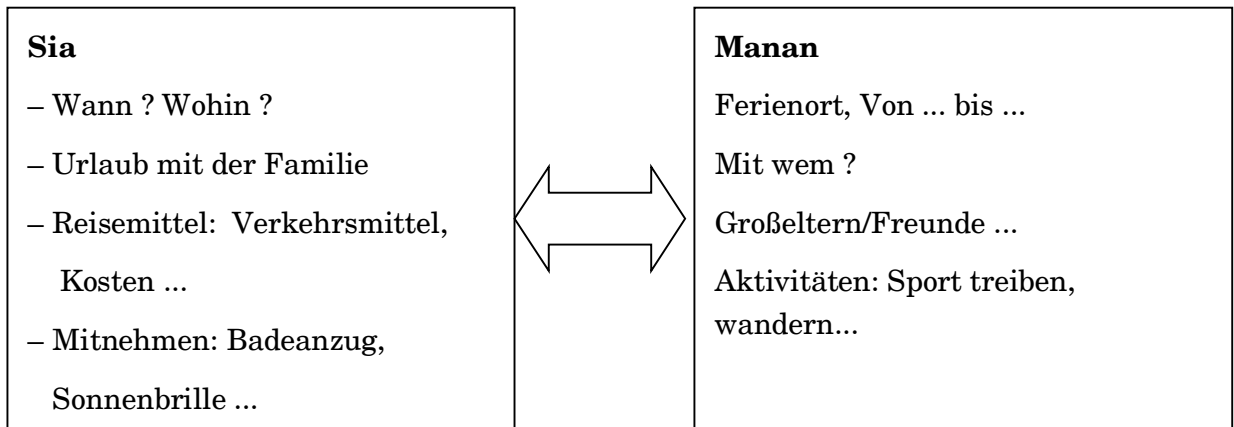 Sia
– Wann ? Wohin ?
– Urlaub mit der Familie
– Reisemittel: Verkehrsmittel,
Kosten ...
– Mitnehmen: Badeanzug,
Sonnenbrille ...
Manan
Ferienort, Von ... bis ...
Mit wem ?
Großeltern/Freunde ...
Aktivitäten: Sport treiben,
wandern...